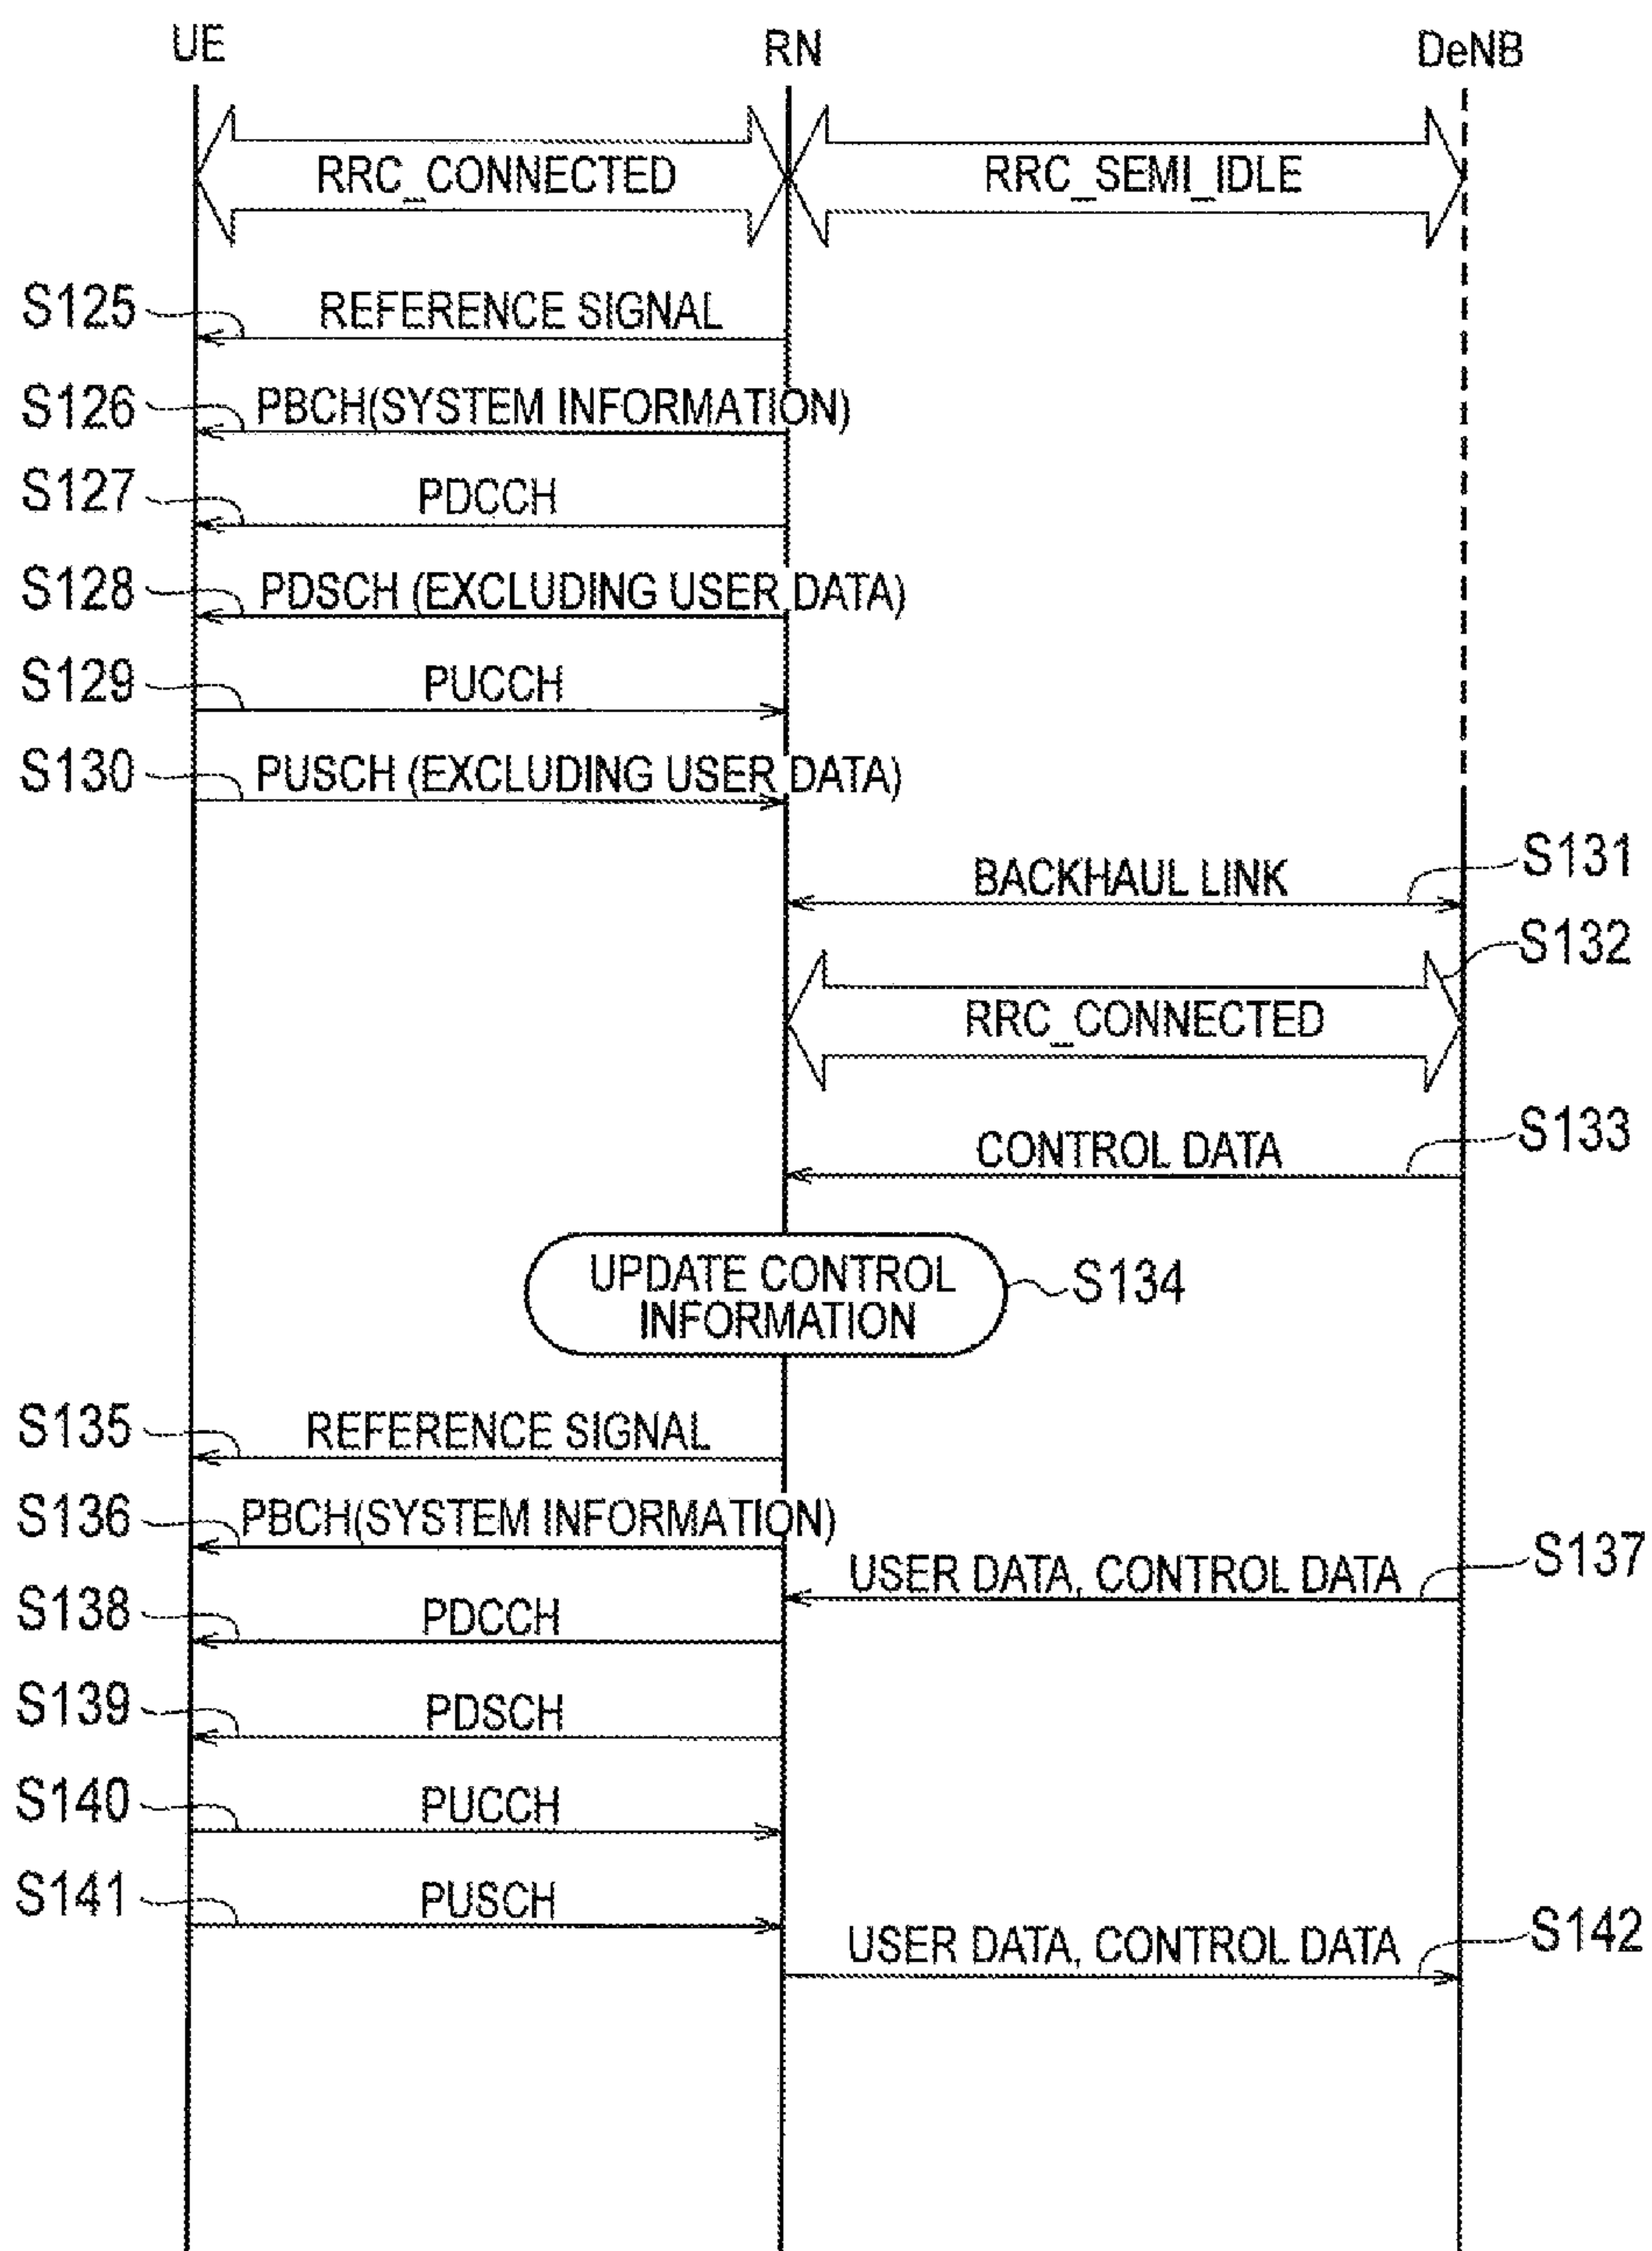 UE RN DeNB
RRC_CONNECTED RRC_SEMI_IDLE
S125 REFERENCE SIGNAL
S126 PBCH(SYSTEM INFORMATION)
S127 PDCCH
S128 PDSCH (EXCLUDING USER DATA)
S129 PUCCH
S130 PUSCH (EXCLUDING USER DATA)
BACKHAUL LINK S131
S132
RRC_CONNECTED
CONTROL DATA S133
UPDATE CONTROL
INFORMATION
S134
S135 REFERENCE SIGNAL
S136 PBCH(SYSTEM INFORMATION)
USER DATA, CONTROL DATA S137
S138 PDCCH
S139 PDSCH
S140 PUCCH
S141 PUSCH
USER DATA, CONTROL DATA S142